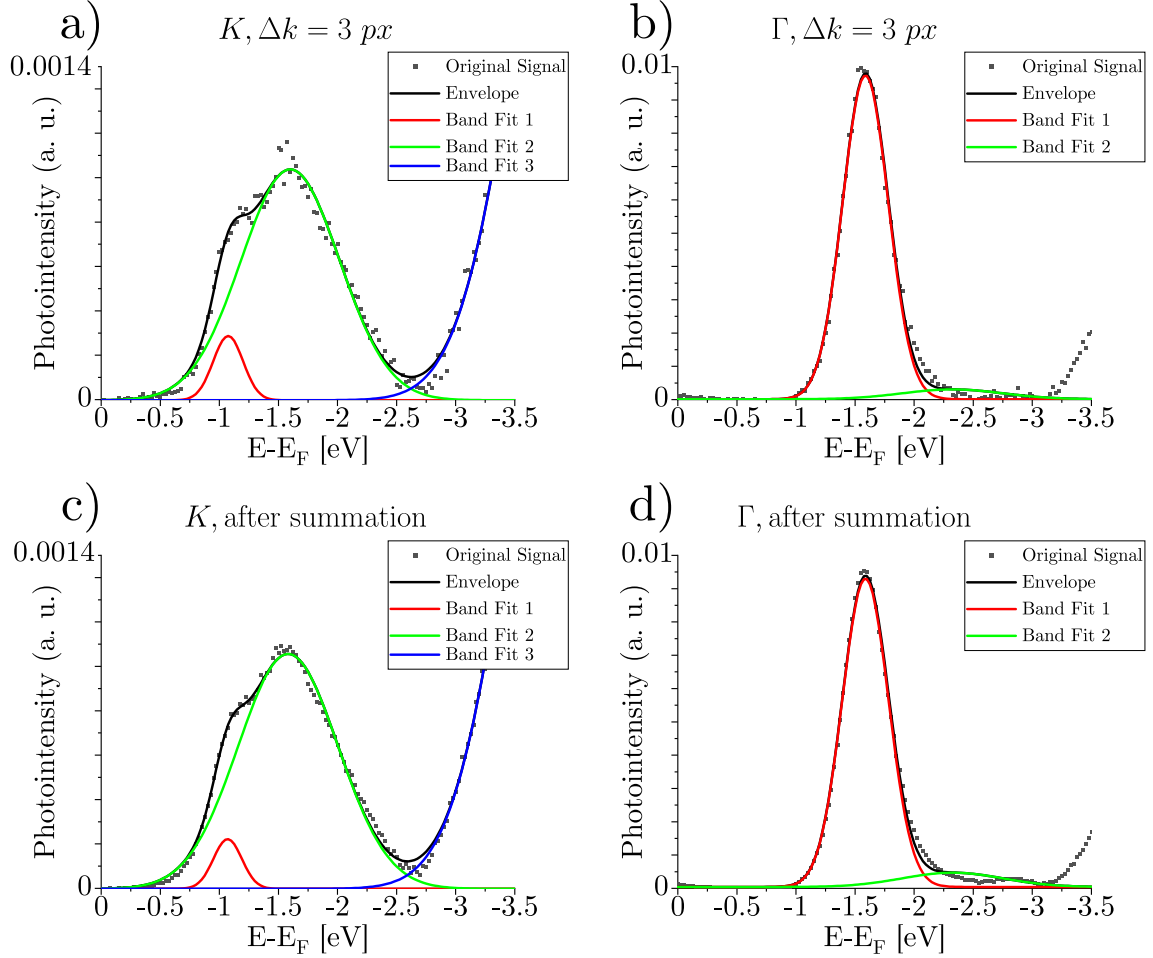 a)
K, Δk = 3 px
0.0014
0
Photointensity (a. u.)
Original Signal
Envelope
Band Fit 1
Band Fit 2
Band Fit 3
0 -0.5 -1 -1.5 -2 -2.5 -3 -3.5
E-E_F [eV]
b)
Γ, Δk = 3 px
0.01
0
Photointensity (a. u.)
Original Signal
Envelope
Band Fit 1
Band Fit 2
0 -0.5 -1 -1.5 -2 -2.5 -3 -3.5
E-E_F [eV]
c)
K, after summation
0.0014
0
Photointensity (a. u.)
Original Signal
Envelope
Band Fit 1
Band Fit 2
Band Fit 3
0 -0.5 -1 -1.5 -2 -2.5 -3 -3.5
E-E_F [eV]
d)
Γ, after summation
0.01
0
Photointensity (a. u.)
Original Signal
Envelope
Band Fit 1
Band Fit 2
0 -0.5 -1 -1.5 -2 -2.5 -3 -3.5
E-E_F [eV]